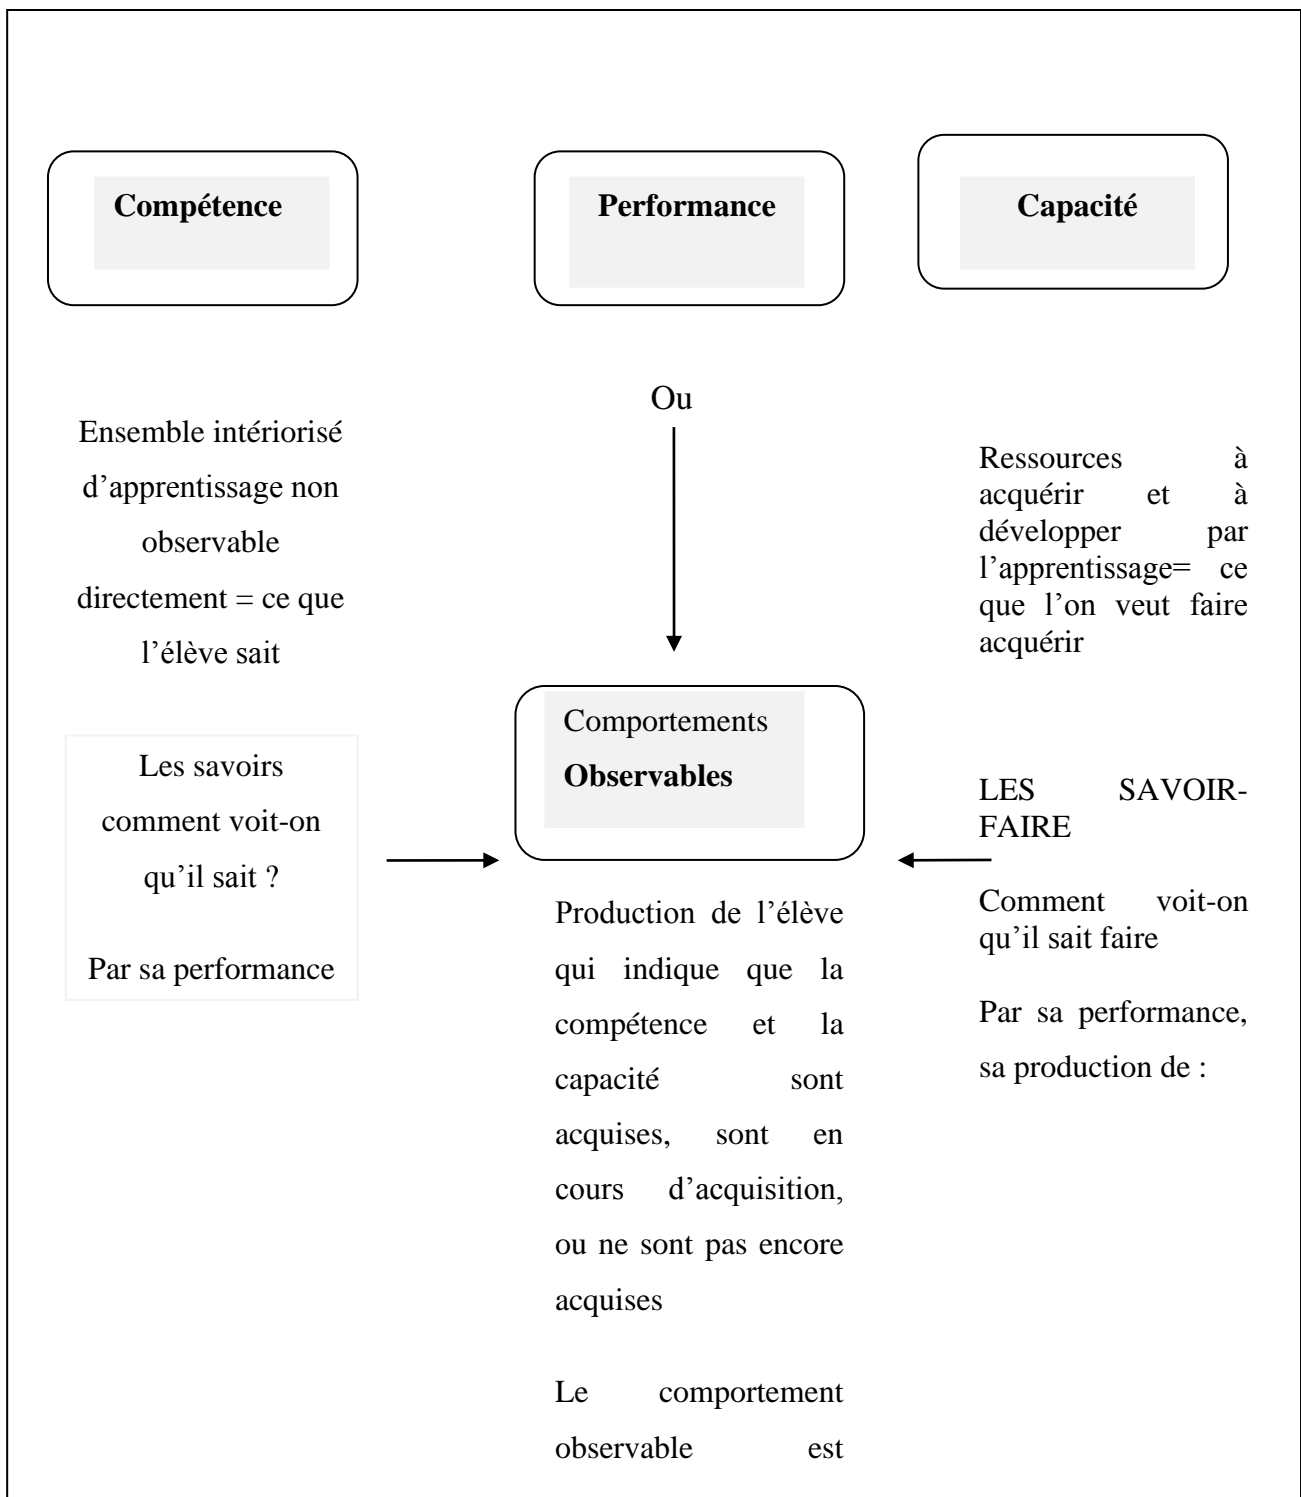 Compétence
Performance
Capacité
Ou
Ensemble intériorisé
d’apprentissage non
observable
directement = ce que
l’élève sait
Les savoirs
comment voit-on
qu’il sait ?
Par sa performance
Comportements
Observables
Production de l’élève
qui indique que la
compétence et la
capacité sont
acquises, sont en
cours d’acquisition,
ou ne sont pas encore
acquises
Le comportement
observable est
Ressources à
acquérir et à
développer par
l’apprentissage= ce
que l’on veut faire
acquérir
LES SAVOIR-
FAIRE
Comment voit-on
qu’il sait faire
Par sa performance,
sa production de :